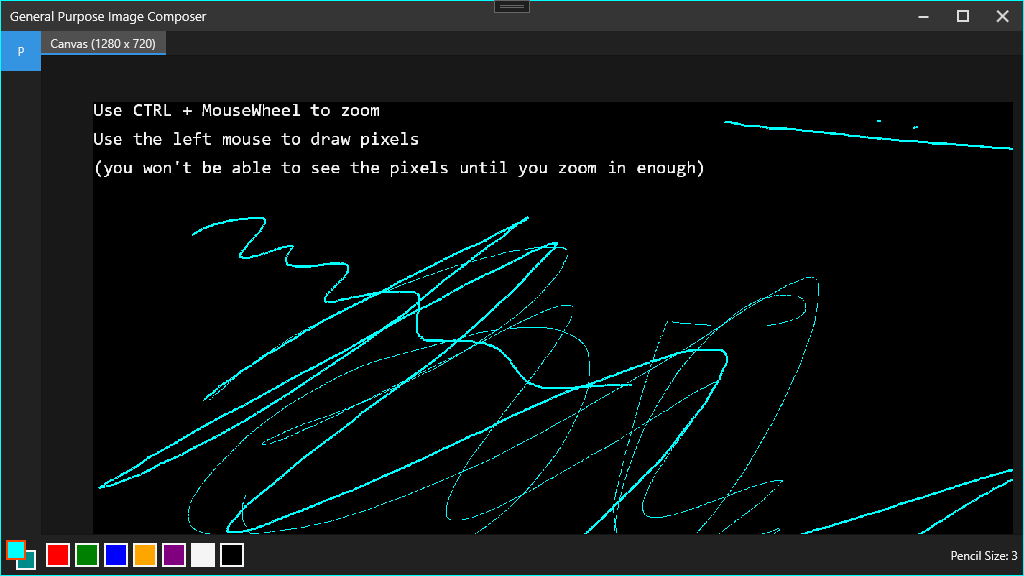 General Purpose Image Composer
P
Canvas (1280 x 720)
Use CTRL + MouseWheel to zoom
Use the left mouse to draw pixels
(you won't be able to see the pixels until you zoom in enough)
Pencil Size: 3